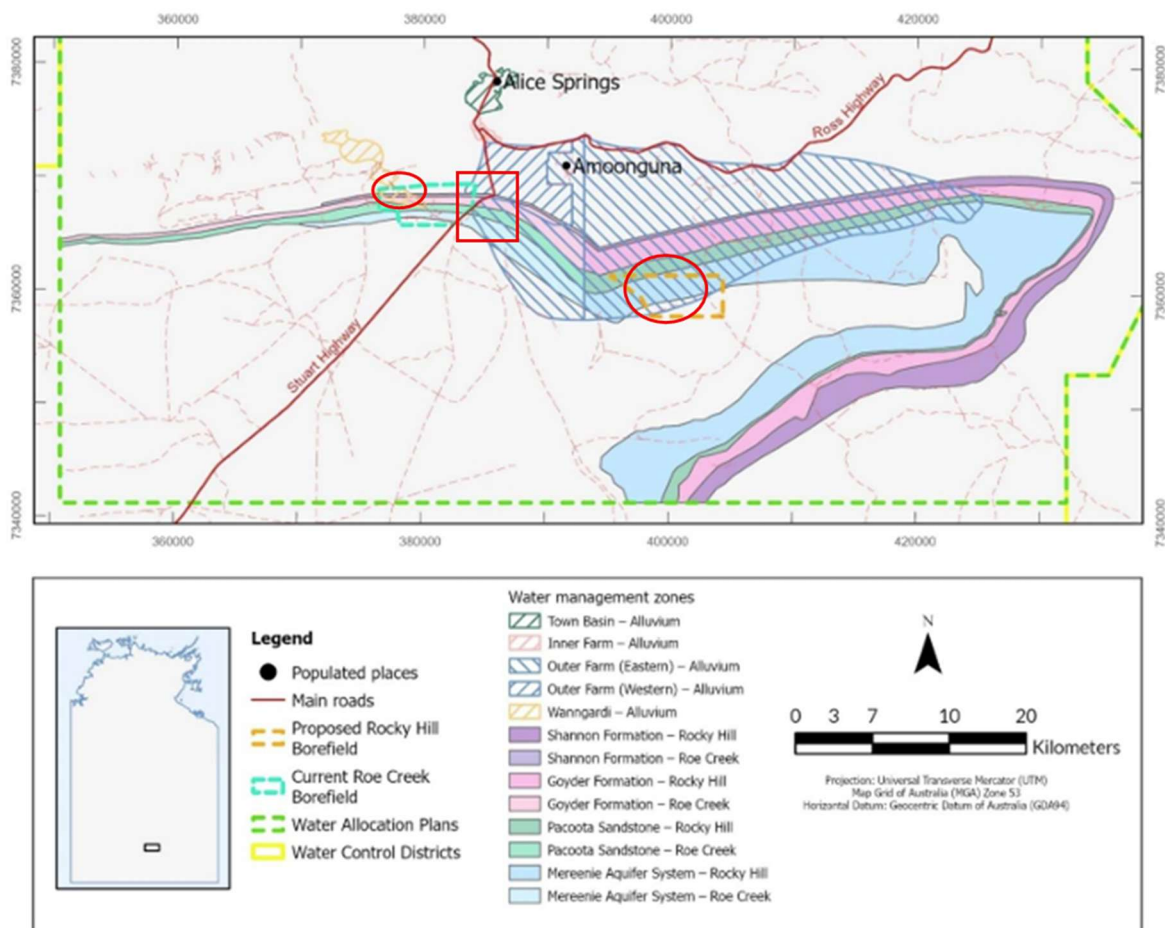 360000
380000
400000
420000
7380000
7380000
Alice Springs
Ross Highway
Amoonguna
7360000
7360000
Stuart Highway
7340000
7340000
360000
380000
400000
420000
Legend
Populated places
Main roads
Proposed Rocky Hill
Borefield
Current Roe Creek
Borefield
Water Allocation Plans
Water Control Districts
Water management zones
Town Basin – Alluvium
Inner Farm – Alluvium
Outer Farm (Eastern) – Alluvium
Outer Farm (Western) – Alluvium
Wanngardi – Alluvium
Shannon Formation – Rocky Hill
Shannon Formation – Roe Creek
Goyder Formation – Rocky Hill
Goyder Formation – Roe Creek
Pacoota Sandstone – Rocky Hill
Pacoota Sandstone – Roe Creek
Mereenie Aquifer System – Rocky Hill
Mereenie Aquifer System – Roe Creek
N
0 3 7 10 20
Kilometers
Projection: Universal Transverse Mercator (UTM)
Map Grid of Australia (MGA) Zone 53
Horizontal Datum: Geocentric Datum of Australia (GDA94)